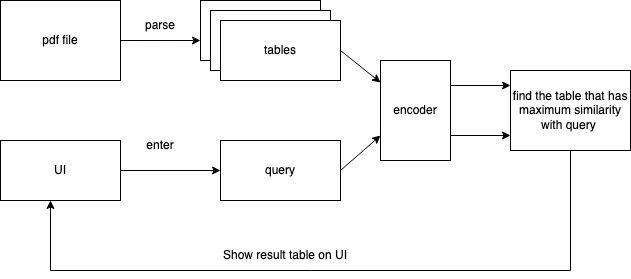 pdf file
parse
tables
encoder
find the table that has
maximum similarity
with query
UI
enter
query
Show result table on UI